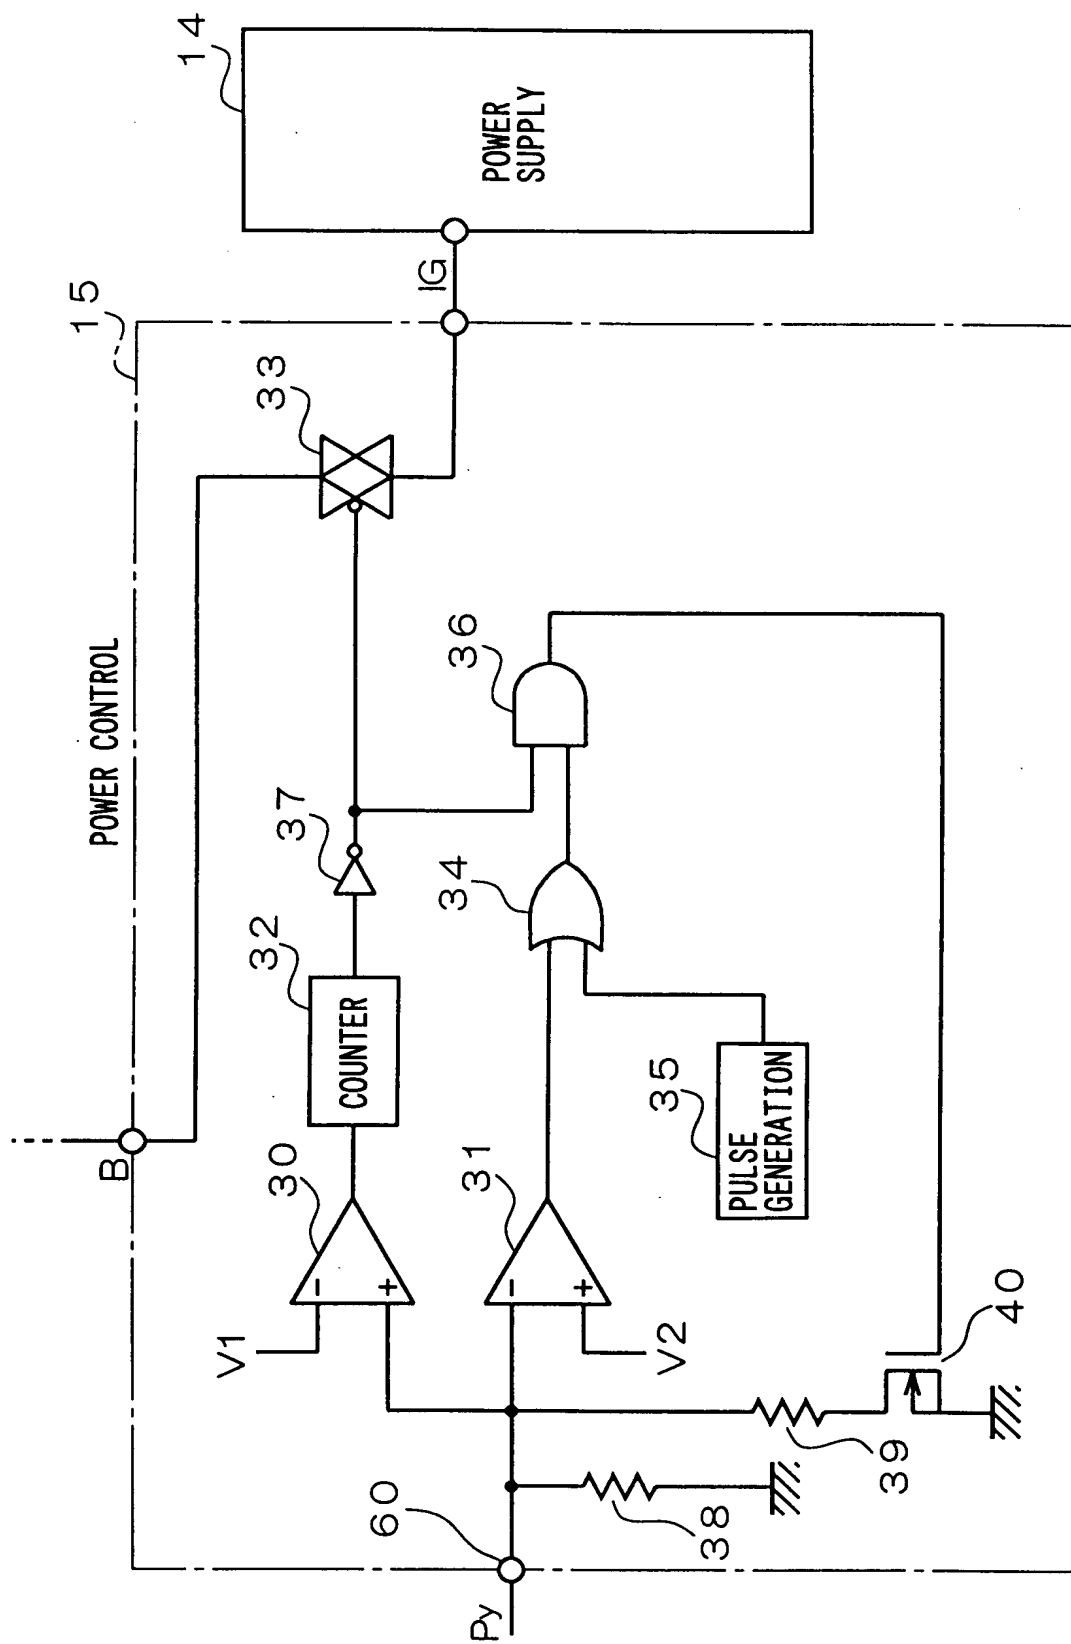 POWER CONTROL
15
14
B
IG
POWER
SUPPLY
33
V1
30
32
COUNTER
37
36
60
Py
31
34
V2
38
39
35
PULSE
GENERATION
40
−
+
−
+